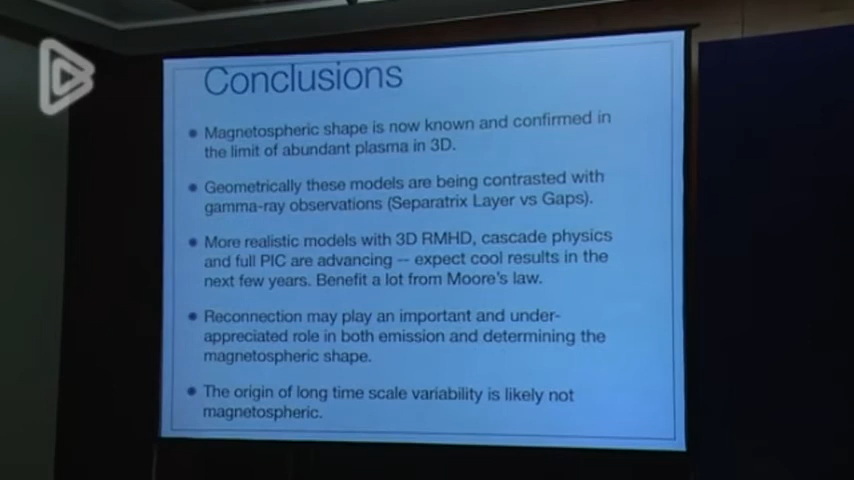 Conclusions
Magnetospheric shape is now known and confirmed in
the limit of abundant plasma in 3D.
Geometrically these models are being contrasted with
gamma-ray observations (Separatrix Layer vs Gaps).
More realistic models with 3D RMHD, cascade physics
and full PIC are advancing -- expect cool results in the
next few years. Benefit a lot from Moore's law.
Reconnection may play an important and under-
appreciated role in both emission and determining the
magnetospheric shape.
The origin of long time scale variability is likely not
magnetospheric.